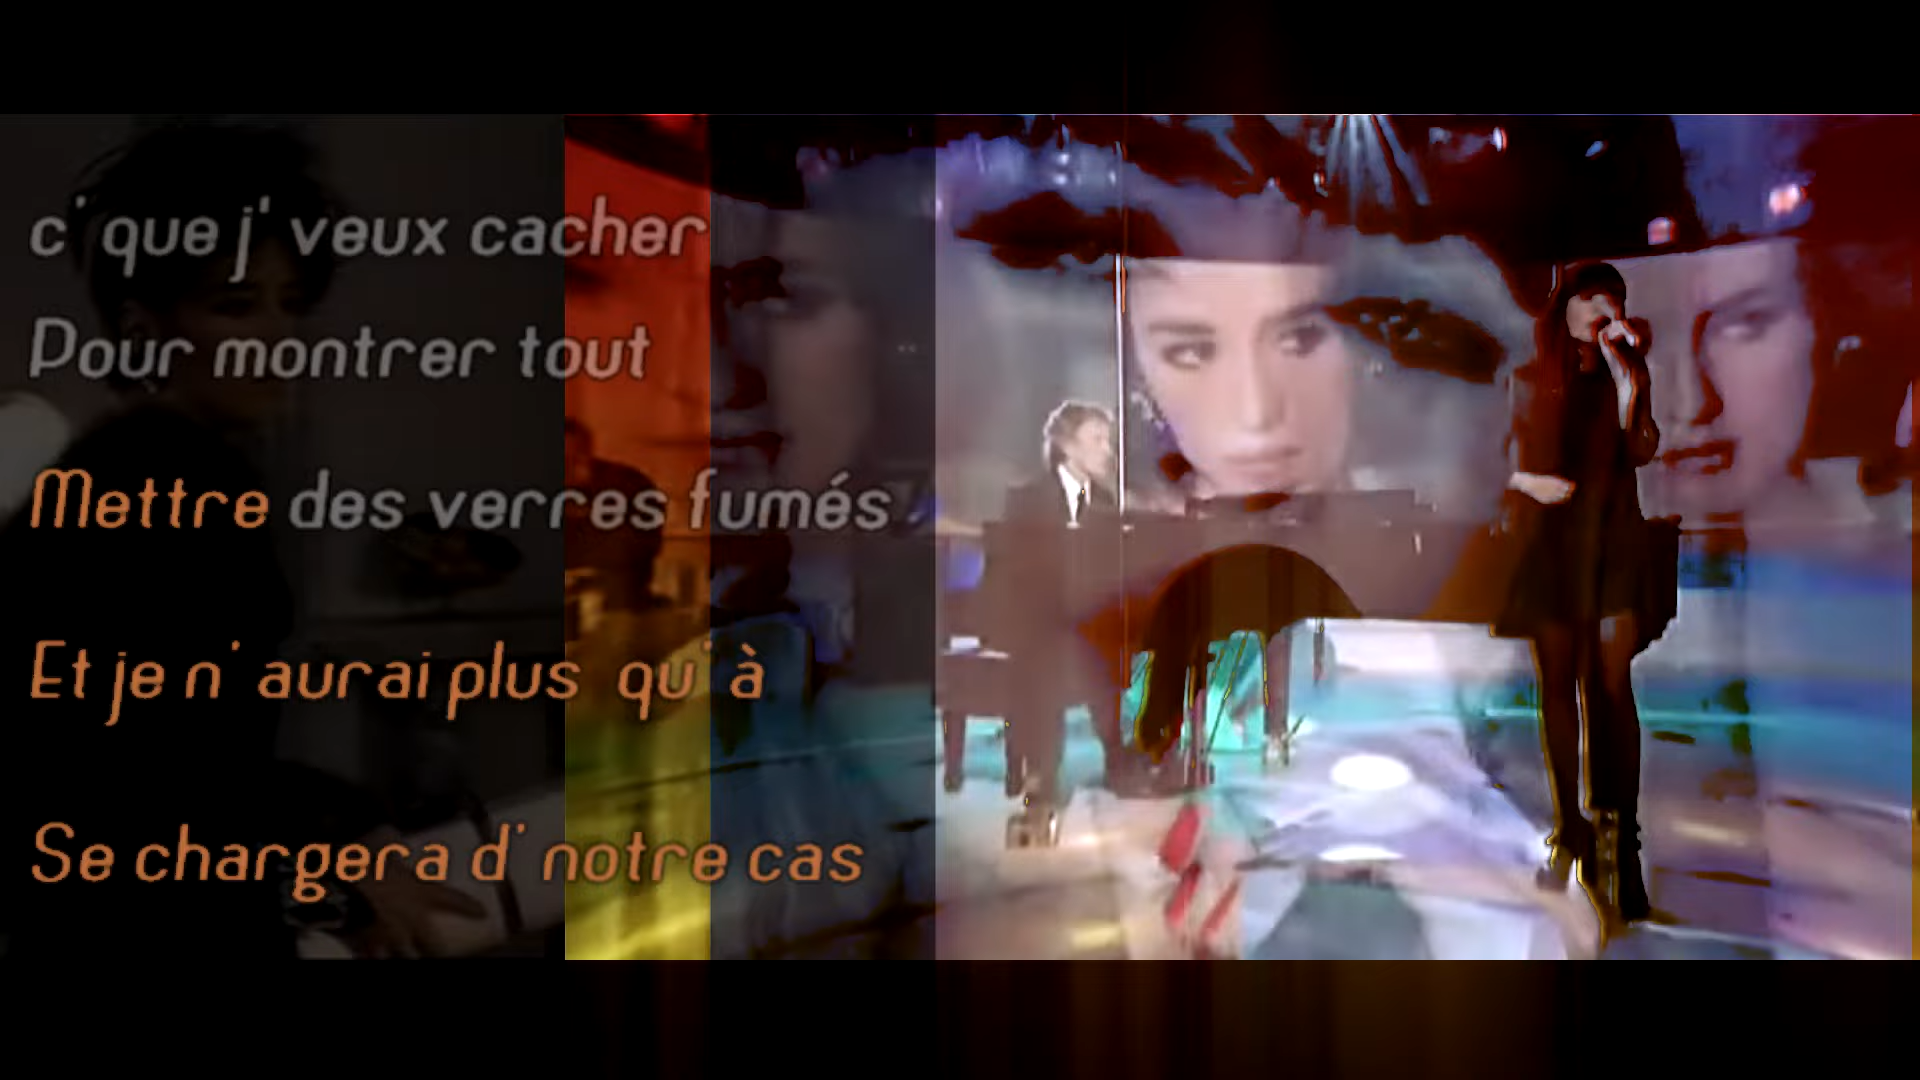 c' que j' veux cacher
Pour montrer tout
Mettre des verres fumés
Et je n' aurai plus qu' à
Se chargera d' notre cas